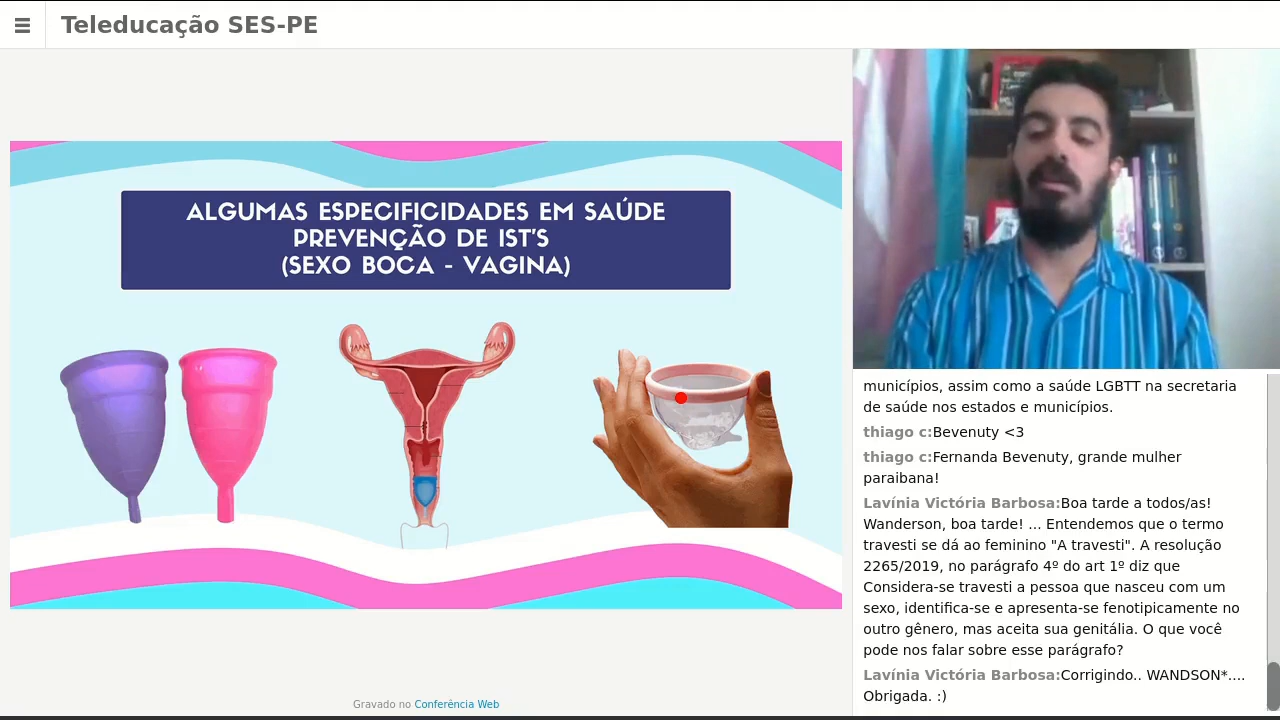 Teleducação SES-PE
ALGUMAS ESPECIFICIDADES EM SAÚDE
PREVENÇÃO DE IST'S
(SEXO BOCA - VAGINA)
municípios, assim como a saúde LGBTT na secretaria
de saúde nos estados e municípios.
thiago c:Bevenuty <3
thiago c:Fernanda Bevenuty, grande mulher
paraibana!
Lavínia Victória Barbosa:Boa tarde a todos/as!
Wanderson, boa tarde! ... Entendemos que o termo
travesti se dá ao feminino "A travesti". A resolução
2265/2019, no parágrafo 4º do art 1º diz que
Considera-se travesti a pessoa que nasceu com um
sexo, identifica-se e apresenta-se fenotipicamente no
outro gênero, mas aceita sua genitália. O que você
pode nos falar sobre esse parágrafo?
Lavínia Victória Barbosa:Corrigindo.. WANDSON*....
Obrigada. :)
Gravado no Conferência Web